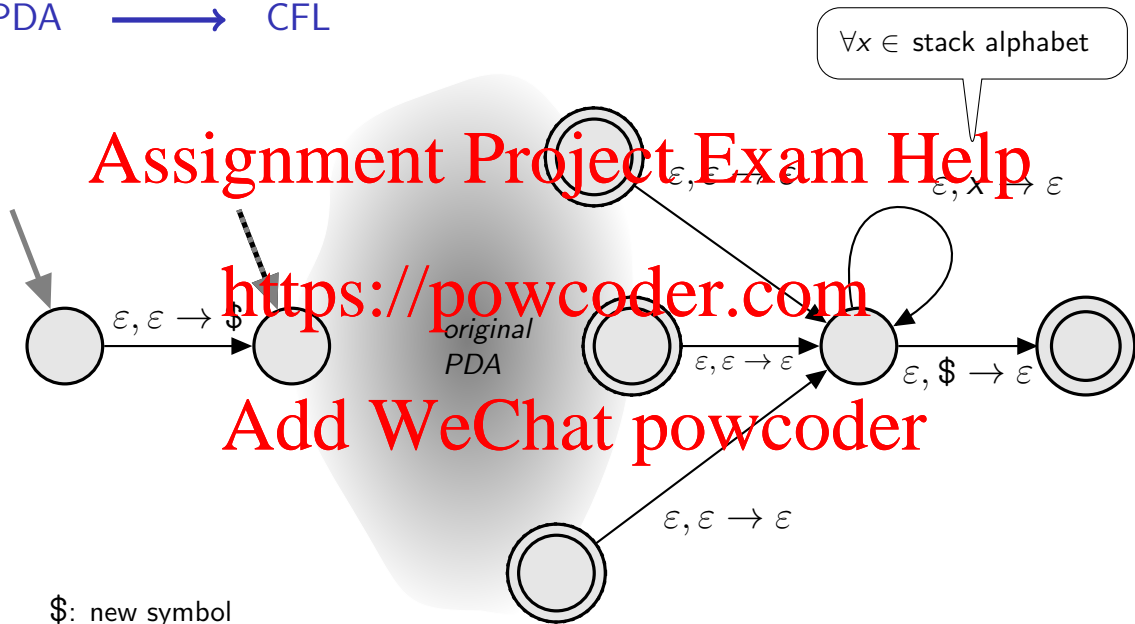 PDA → CFL
∀x ∈ stack alphabet
Assignment Project Exam Help
ε, ε → ε
ε, x → ε
https://powcoder.com
ε, ε → $
original
PDA
ε, ε → ε
ε, $ → ε
Add WeChat powcoder
ε, ε → ε
$: new symbol